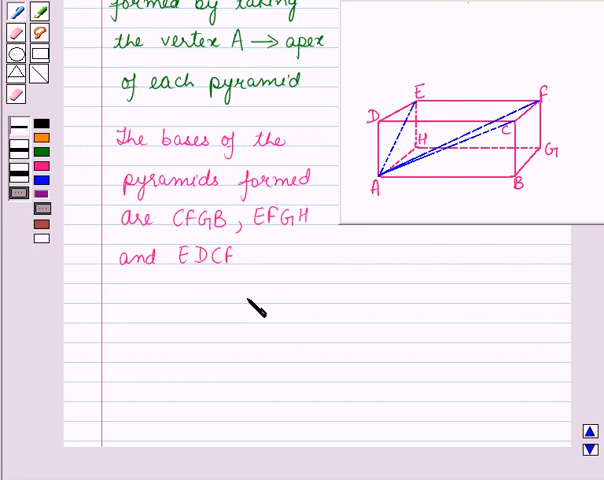 formed by taking
the vertex A → apex
of each pyramid
The bases of the
pyramids formed
are CFGB, EFGH
and EDCF
E
F
D
C
H
G
A
B